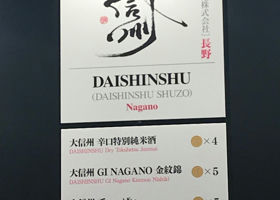 信州
株式会社】長野
DAISHINSHU
(DAISHINSHU SHUZO)
Nagano
大信州 辛口特別純米酒
DAISHINSHU Dry Tokubetsu Junmai
×4
大信州 GI NAGANO 金紋錦
DAISHINSHU GI Nagano Kinmon Nishiki
×5